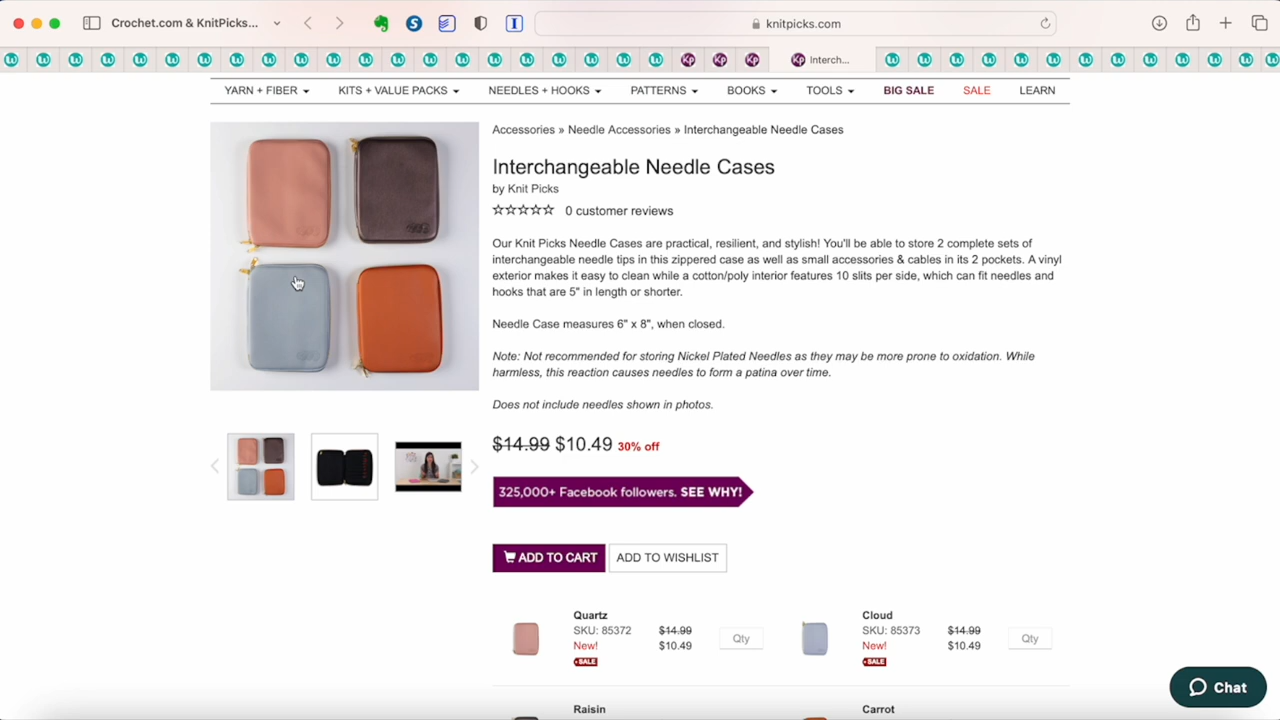 Crochet.com & KnitPicks...
knitpicks.com
Interch...
YARN + FIBER
KITS + VALUE PACKS
NEEDLES + HOOKS
PATTERNS
BOOKS
TOOLS
BIG SALE
SALE
LEARN
Accessories » Needle Accessories » Interchangeable Needle Cases
Interchangeable Needle Cases
by Knit Picks
0 customer reviews
Our Knit Picks Needle Cases are practical, resilient, and stylish! You'll be able to store 2 complete sets of
interchangeable needle tips in this zippered case as well as small accessories & cables in its 2 pockets. A vinyl
exterior makes it easy to clean while a cotton/poly interior features 10 slits per side, which can fit needles and
hooks that are 5" in length or shorter.
Needle Case measures 6" x 8", when closed.
Note: Not recommended for storing Nickel Plated Needles as they may be more prone to oxidation. While
harmless, this reaction causes needles to form a patina over time.
Does not include needles shown in photos.
$14.99 $10.49 30% off
325,000+ Facebook followers. SEE WHY!
ADD TO CART
ADD TO WISHLIST
Quartz
SKU: 85372 $14.99
New! $10.49
SALE
Qty
Cloud
SKU: 85373 $14.99
New! $10.49
SALE
Qty
Raisin
Carrot
Chat